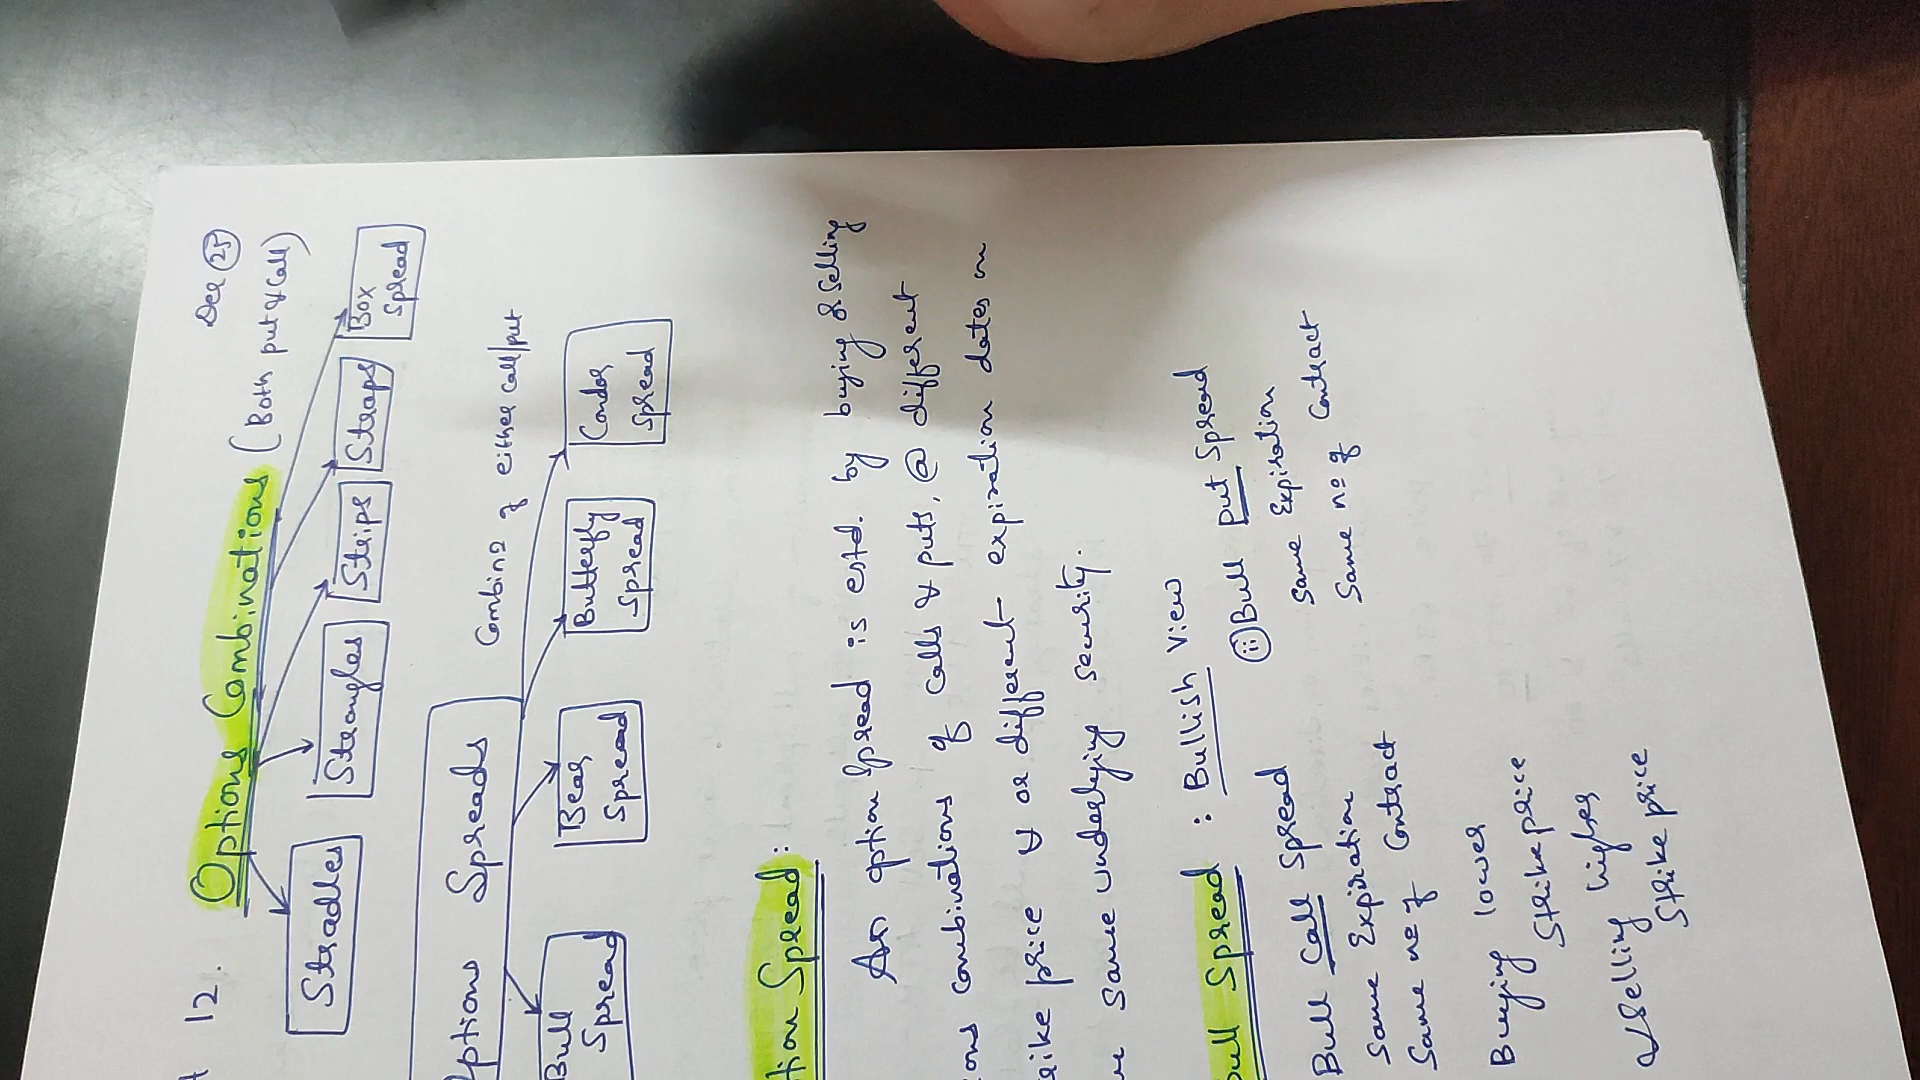 Dec 25
12. Options Combinations (Both put & call)
Straddles Strangles Strips Straps Box Spread
Options Spreads
Combinn of either call/put
Bull Spread Bear Spread Butterfly Spread Condor Spread
tion Spread:
An option spread is estd. by buying & selling
ious combinations of calls & puts, @ different
rike price & or different expiration dates on
same underlying security.
Bull Spread : Bullish View
Bull Call Spread
Same Expiration
Same no of Contract
Buying lower
Strike price
& Selling higher
Strike price
(ii) Bull put Spread
Same Expiration
Same no of Contract